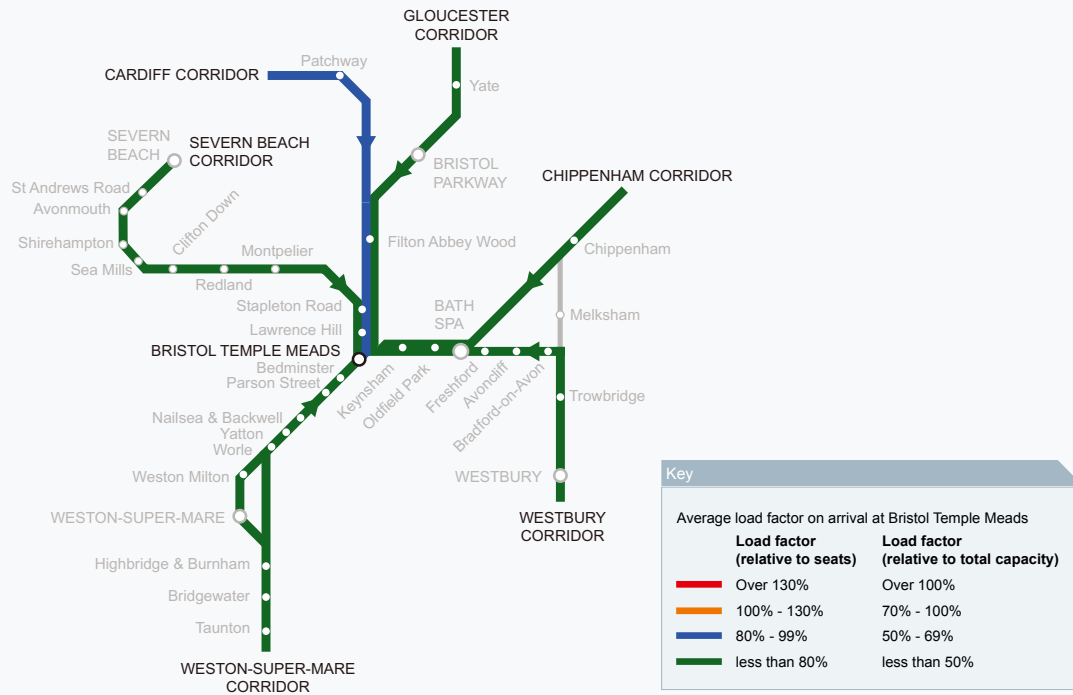 GLOUCESTER
CORRIDOR
Patchway
CARDIFF CORRIDOR
Yate
SEVERN
BEACH
SEVERN BEACH
CORRIDOR
BRISTOL
PARKWAY
CHIPPENHAM CORRIDOR
St Andrews Road
Avonmouth
Clifton Down
Shirehampton
Montpelier
Filton Abbey Wood
Chippenham
Sea Mills
Redland
Stapleton Road
BATH
SPA
Melksham
Lawrence Hill
BRISTOL TEMPLE MEADS
Bedminster
Parson Street
Keynsham
Oldfield Park
Freshford
Avoncliff
Bradford-on-Avon
Trowbridge
Nailsea & Backwell
Yatton
Worle
Weston Milton
WESTBURY
WESTON-SUPER-MARE
WESTBURY
CORRIDOR
Highbridge & Burnham
Bridgewater
Taunton
WESTON-SUPER-MARE
CORRIDOR
Key
Average load factor on arrival at Bristol Temple Meads
Load factor (relative to seats) Load factor (relative to total capacity)
Over 130% Over 100%
100% - 130% 70% - 100%
80% - 99% 50% - 69%
less than 80% less than 50%